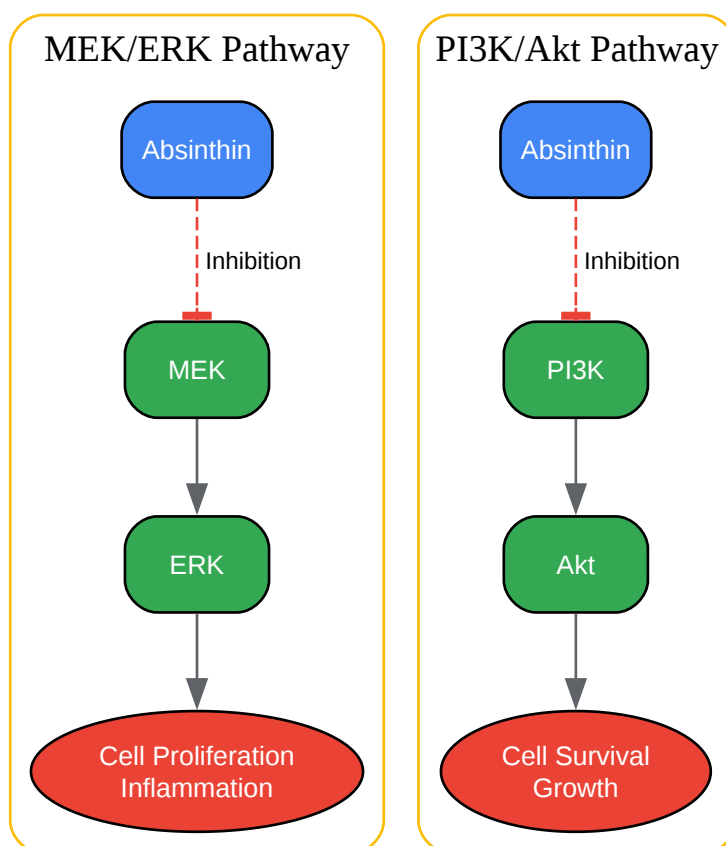 MEK/ERK Pathway
Absinthin
Inhibition
MEK
ERK
Cell Proliferation
Inflammation
PI3K/Akt Pathway
Absinthin
Inhibition
PI3K
Akt
Cell Survival
Growth